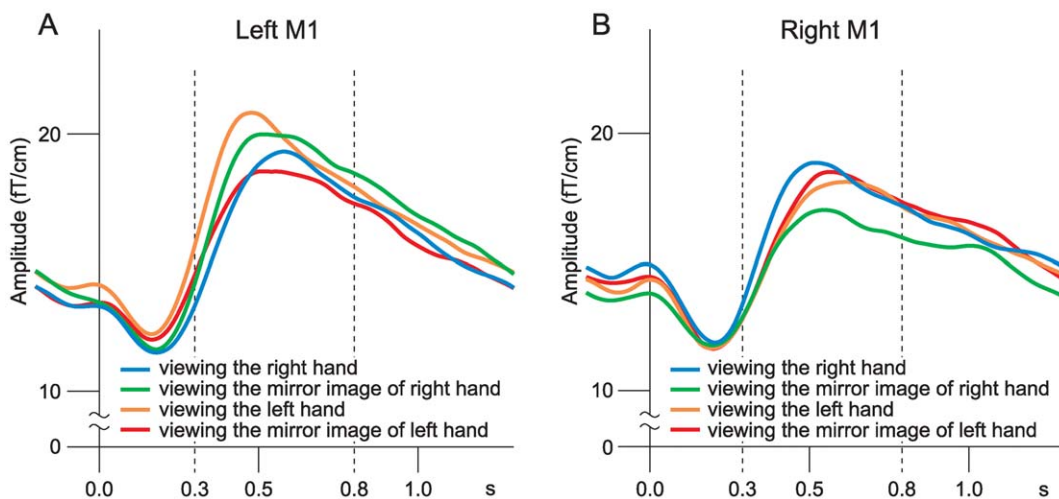 A
Left M1
Amplitude (fT/cm)
20
10
0
viewing the right hand
viewing the mirror image of right hand
viewing the left hand
viewing the mirror image of left hand
0.0 0.3 0.5 0.8 1.0 s
B
Right M1
Amplitude (fT/cm)
20
10
0
viewing the right hand
viewing the mirror image of right hand
viewing the left hand
viewing the mirror image of left hand
0.0 0.3 0.5 0.8 1.0 s